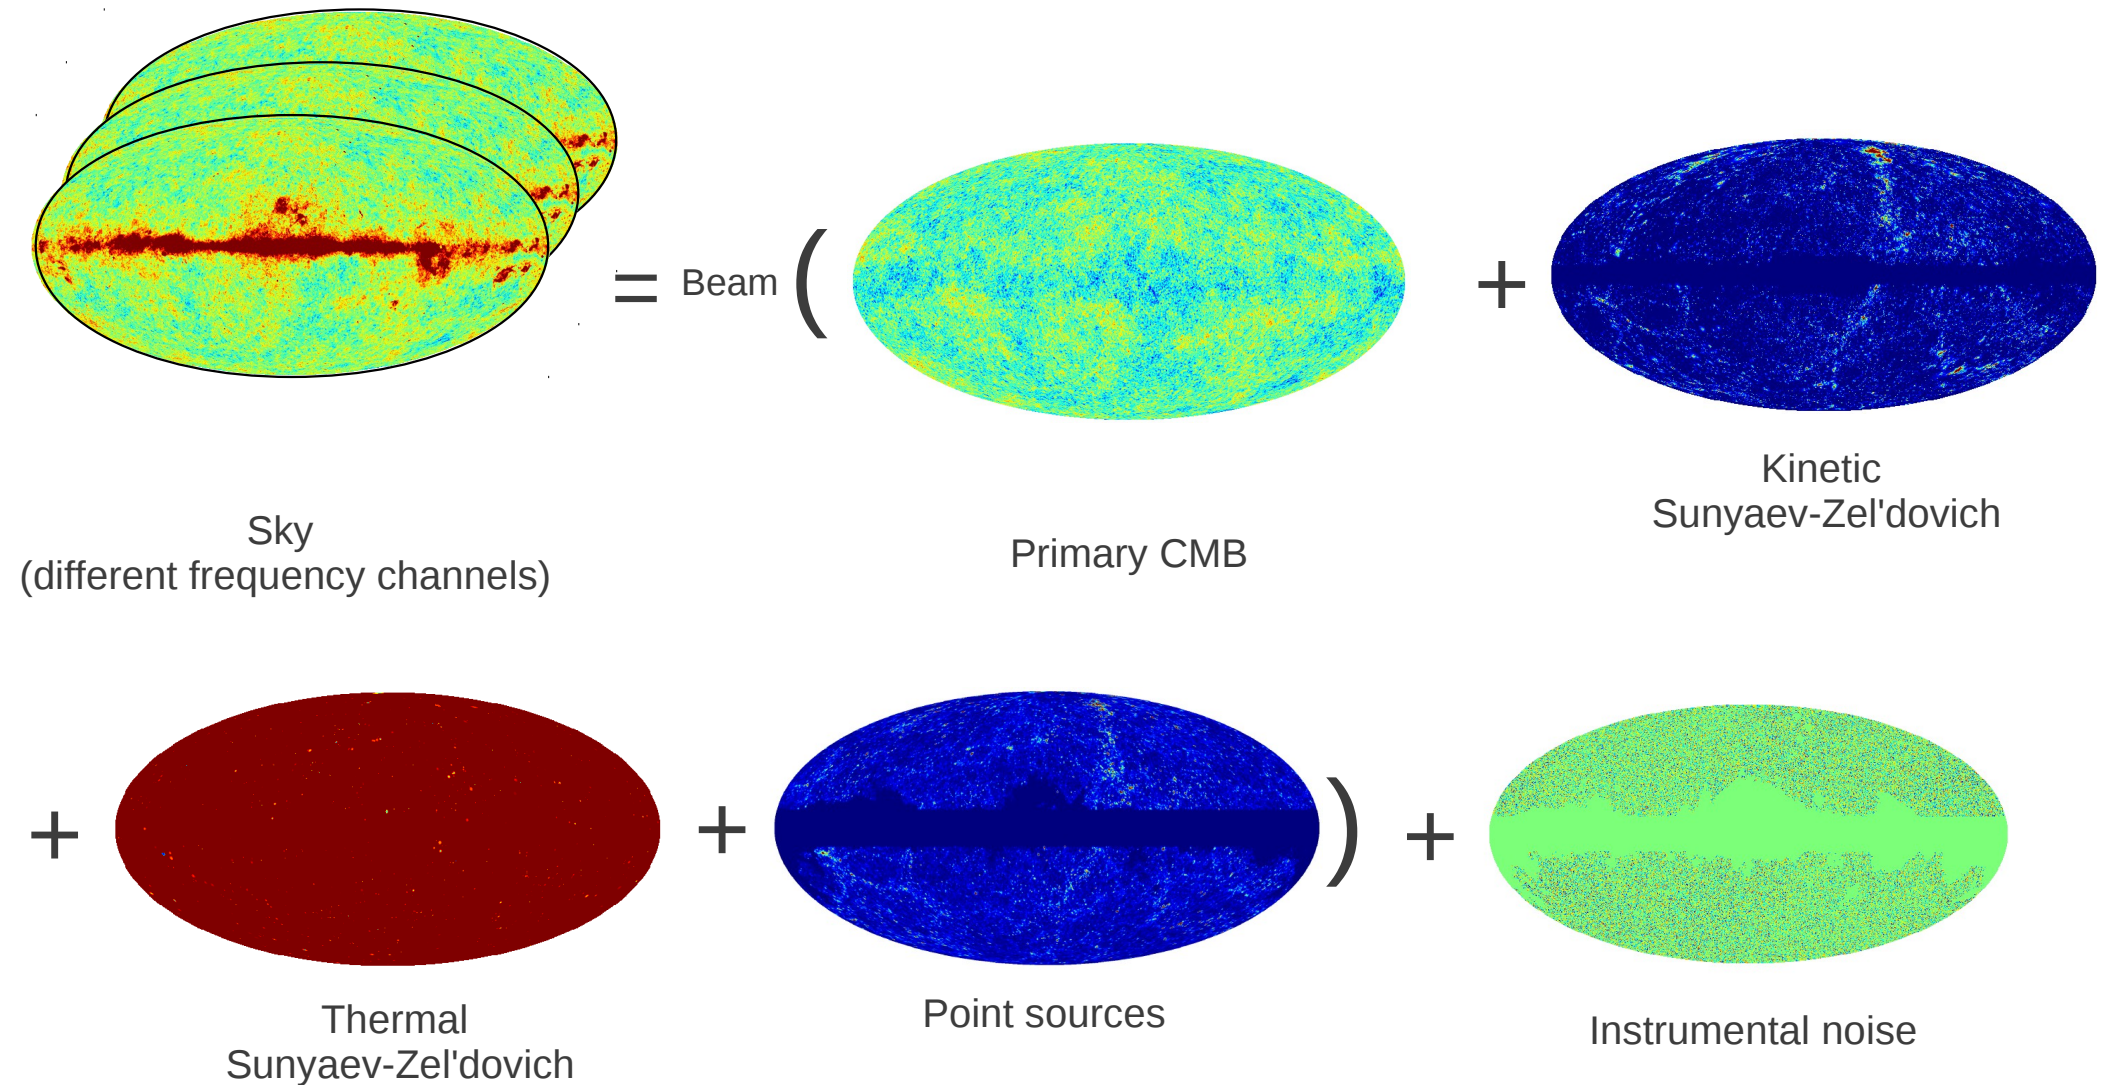 = Beam (
+
Kinetic
Sunyaev-Zel'dovich
Sky
(different frequency channels)
Primary CMB
+
+
)
+
Thermal
Sunyaev-Zel'dovich
Point sources
Instrumental noise